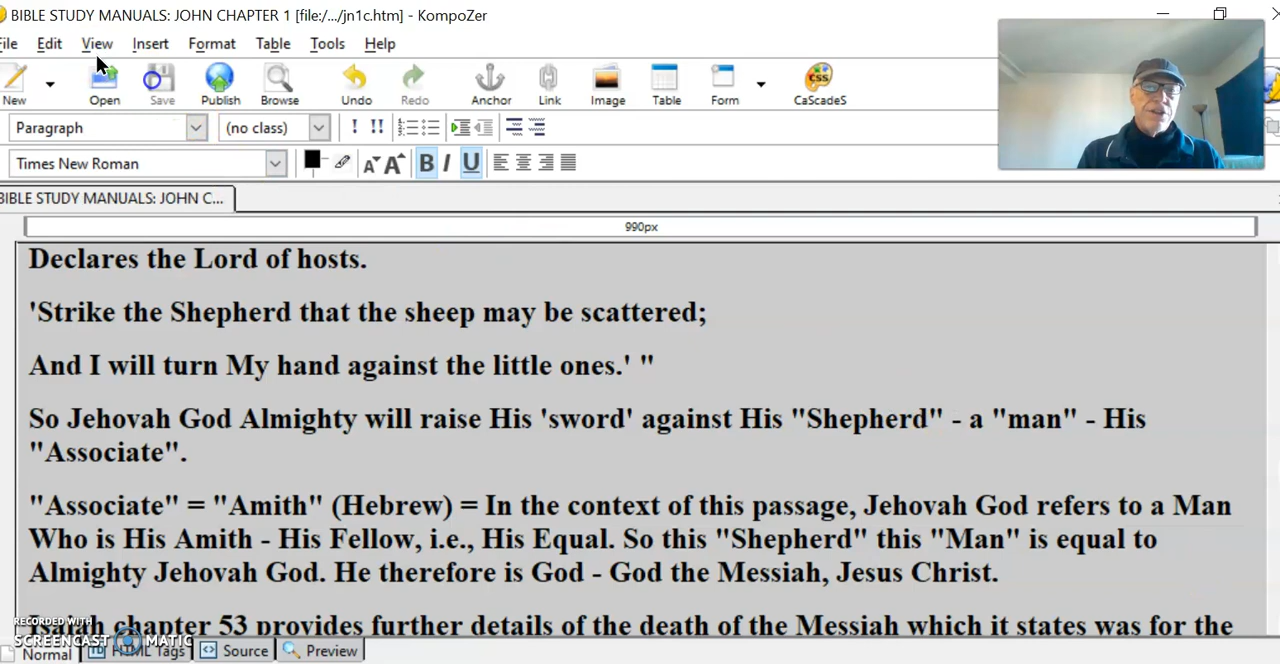 BIBLE STUDY MANUALS: JOHN CHAPTER 1 [file:/.../jn1c.htm] - KompoZer
File Edit View Insert Format Table Tools Help
New Open Save Publish Browse Undo Redo Anchor Link Image Table Form CaScadeS
CSS
Paragraph (no class) ! !!
Times New Roman A A B I U
BIBLE STUDY MANUALS: JOHN C...
990px
Declares the Lord of hosts.
'Strike the Shepherd that the sheep may be scattered;
And I will turn My hand against the little ones.' "
So Jehovah God Almighty will raise His 'sword' against His "Shepherd" - a "man" - His
"Associate".
"Associate" = "Amith" (Hebrew) = In the context of this passage, Jehovah God refers to a Man
Who is His Amith - His Fellow, i.e., His Equal. So this "Shepherd" this "Man" is equal to
Almighty Jehovah God. He therefore is God - God the Messiah, Jesus Christ.
Isaiah chapter 53 provides further details of the death of the Messiah which it states was for the
RECORDED WITH
SCREENCAST MATIC
Normal HTML Tags Source Preview